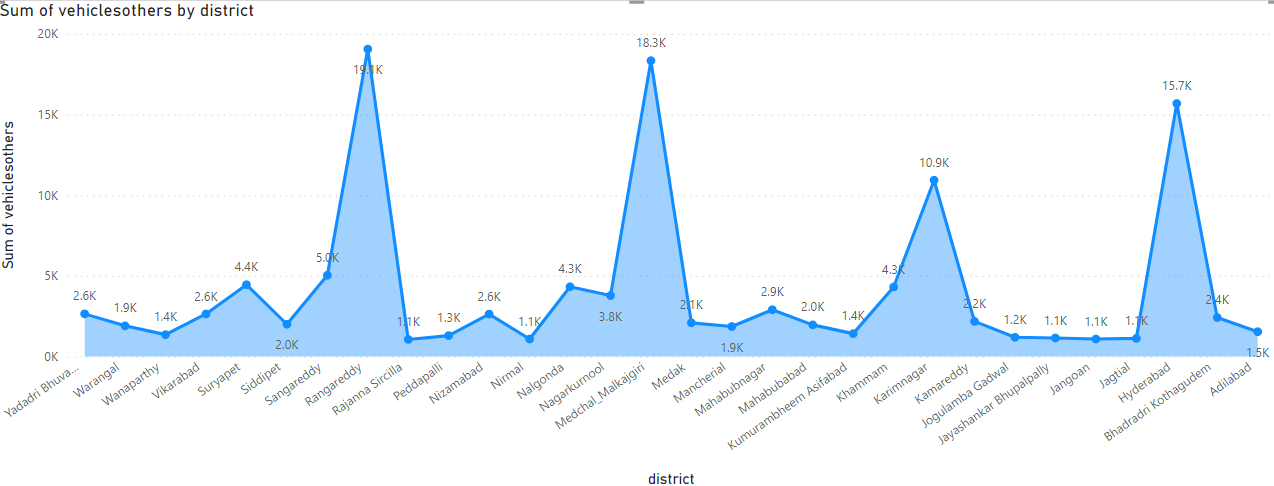 Sum of vehiclesothers by district
Sum of vehiclesothers
20K
15K
10K
5K
0K
2.6K
1.9K
1.4K
2.6K
4.4K
2.0K
5.0K
19.1K
1.1K
1.3K
2.6K
1.1K
4.3K
3.8K
18.3K
2.1K
1.9K
2.9K
2.0K
1.4K
4.3K
10.9K
2.2K
1.2K
1.1K
1.1K
1.1K
15.7K
2.4K
1.5K
Yadadri Bhuva...
Warangal
Wanaparthy
Vikarabad
Suryapet
Siddipet
Sangareddy
Rangareddy
Rajanna Sircilla
Peddapalli
Nizamabad
Nirmal
Nalgonda
Nagarkurnool
Medchal_Malkajgiri
Medak
Mancherial
Mahabubnagar
Mahabubabad
Kumurambheem Asifabad
Khammam
Karimnagar
Kamareddy
Jogulamba Gadwal
Jayashankar Bhupalpally
Jangoan
Jagtial
Hyderabad
Bhadradri Kothagudem
Adilabad
district